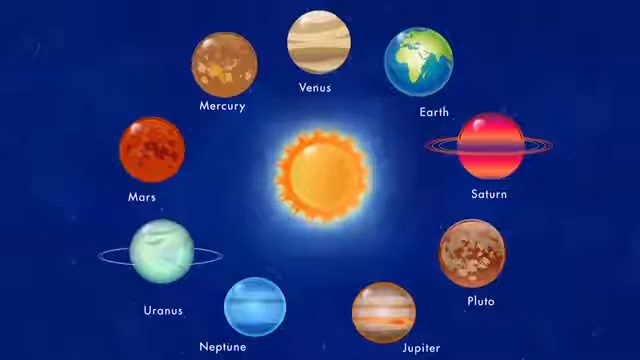 Venus
Mercury
Earth
Mars
Saturn
Uranus
Pluto
Neptune
Jupiter